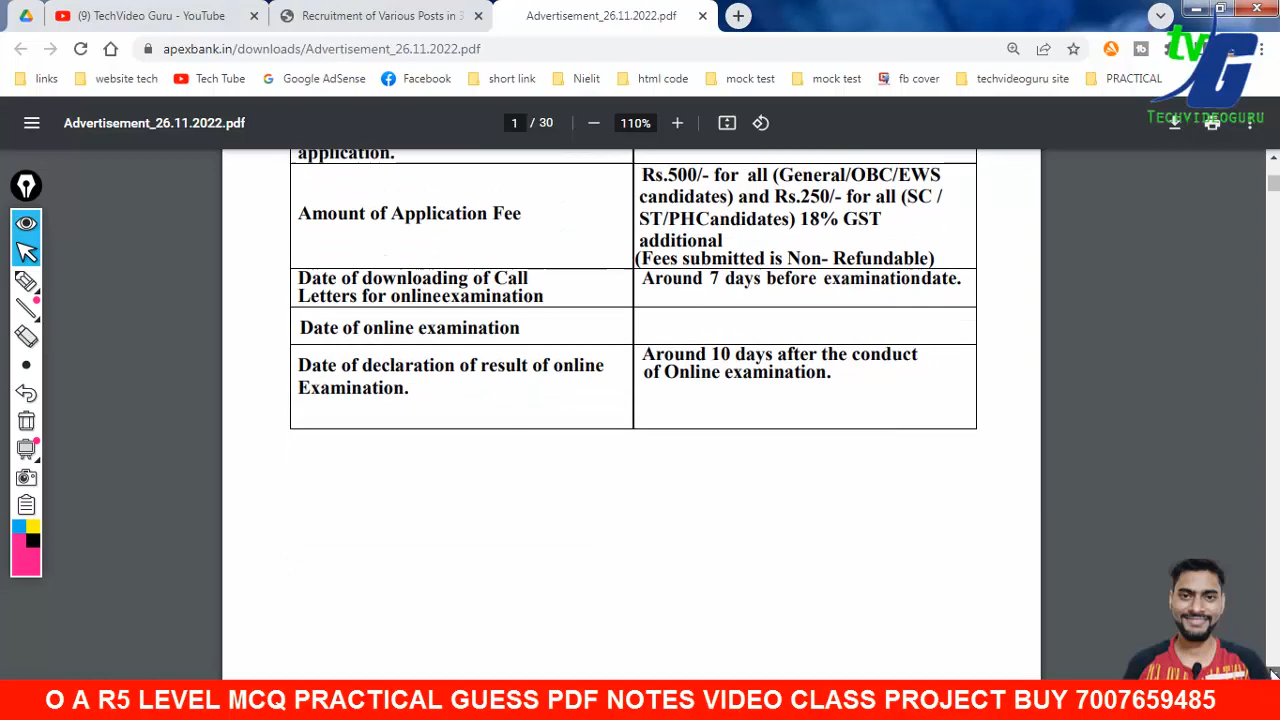 (9) TechVideo Guru - YouTube
Recruitment of Various Posts in 3
Advertisement_26.11.2022.pdf
apexbank.in/downloads/Advertisement_26.11.2022.pdf
links
website tech
Tech Tube
Google AdSense
Facebook
short link
Nielit
html code
mock test
mock test
fb cover
techvideoguru site
PRACTICAL
tv
G
TECHVIDEOGURU
Advertisement_26.11.2022.pdf
1 / 30
110%
application.
Amount of Application Fee
Rs.500/- for all (General/OBC/EWS
candidates) and Rs.250/- for all (SC /
ST/PHCandidates) 18% GST
additional
(Fees submitted is Non- Refundable)
Date of downloading of Call
Letters for onlineexamination
Around 7 days before examinationdate.
Date of online examination
Date of declaration of result of online
Examination.
Around 10 days after the conduct
of Online examination.
O A R5 LEVEL MCQ PRACTICAL GUESS PDF NOTES VIDEO CLASS PROJECT BUY 7007659485